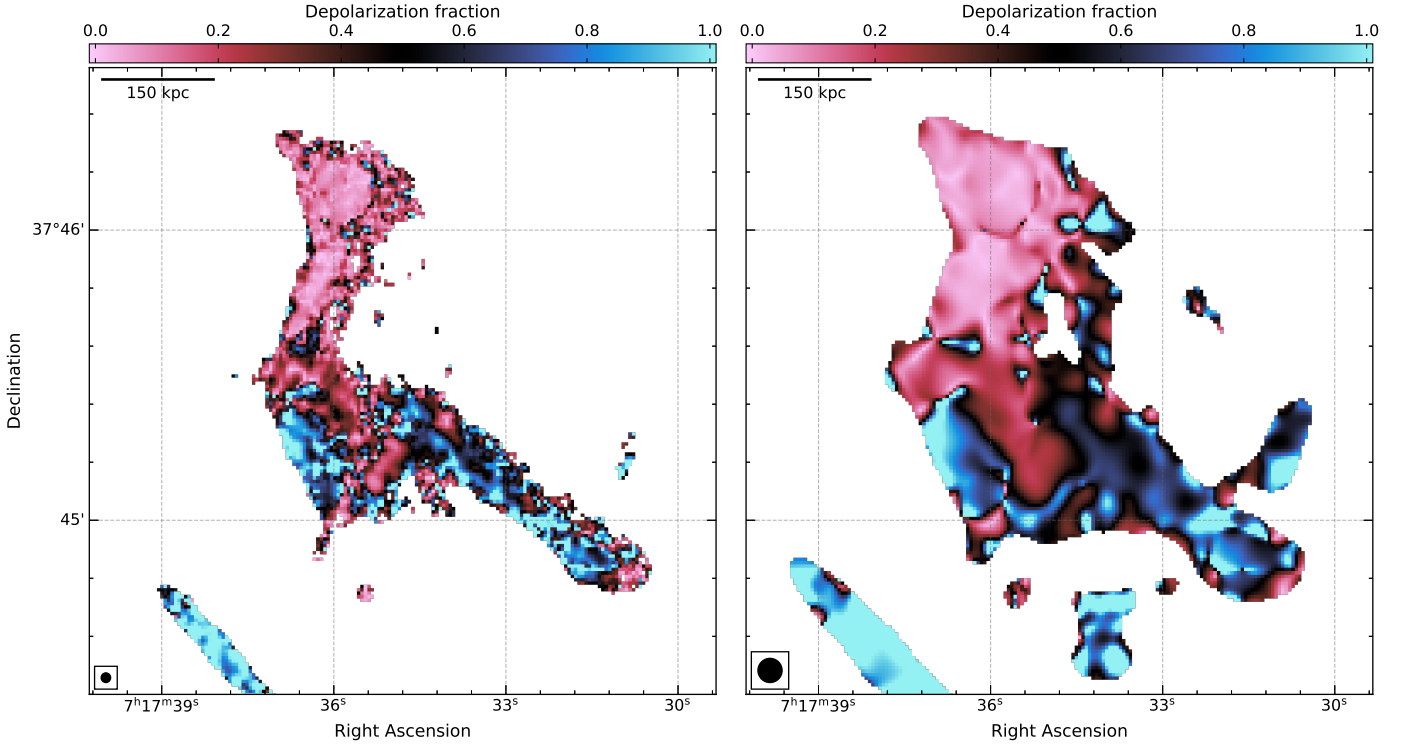 Depolarization fraction
0.0 0.2 0.4 0.6 0.8 1.0
150 kpc
37°46'
45'
Declination
7ʰ17ᵐ39ˢ 36ˢ 33ˢ 30ˢ
Right Ascension
Depolarization fraction
0.0 0.2 0.4 0.6 0.8 1.0
150 kpc
7ʰ17ᵐ39ˢ 36ˢ 33ˢ 30ˢ
Right Ascension